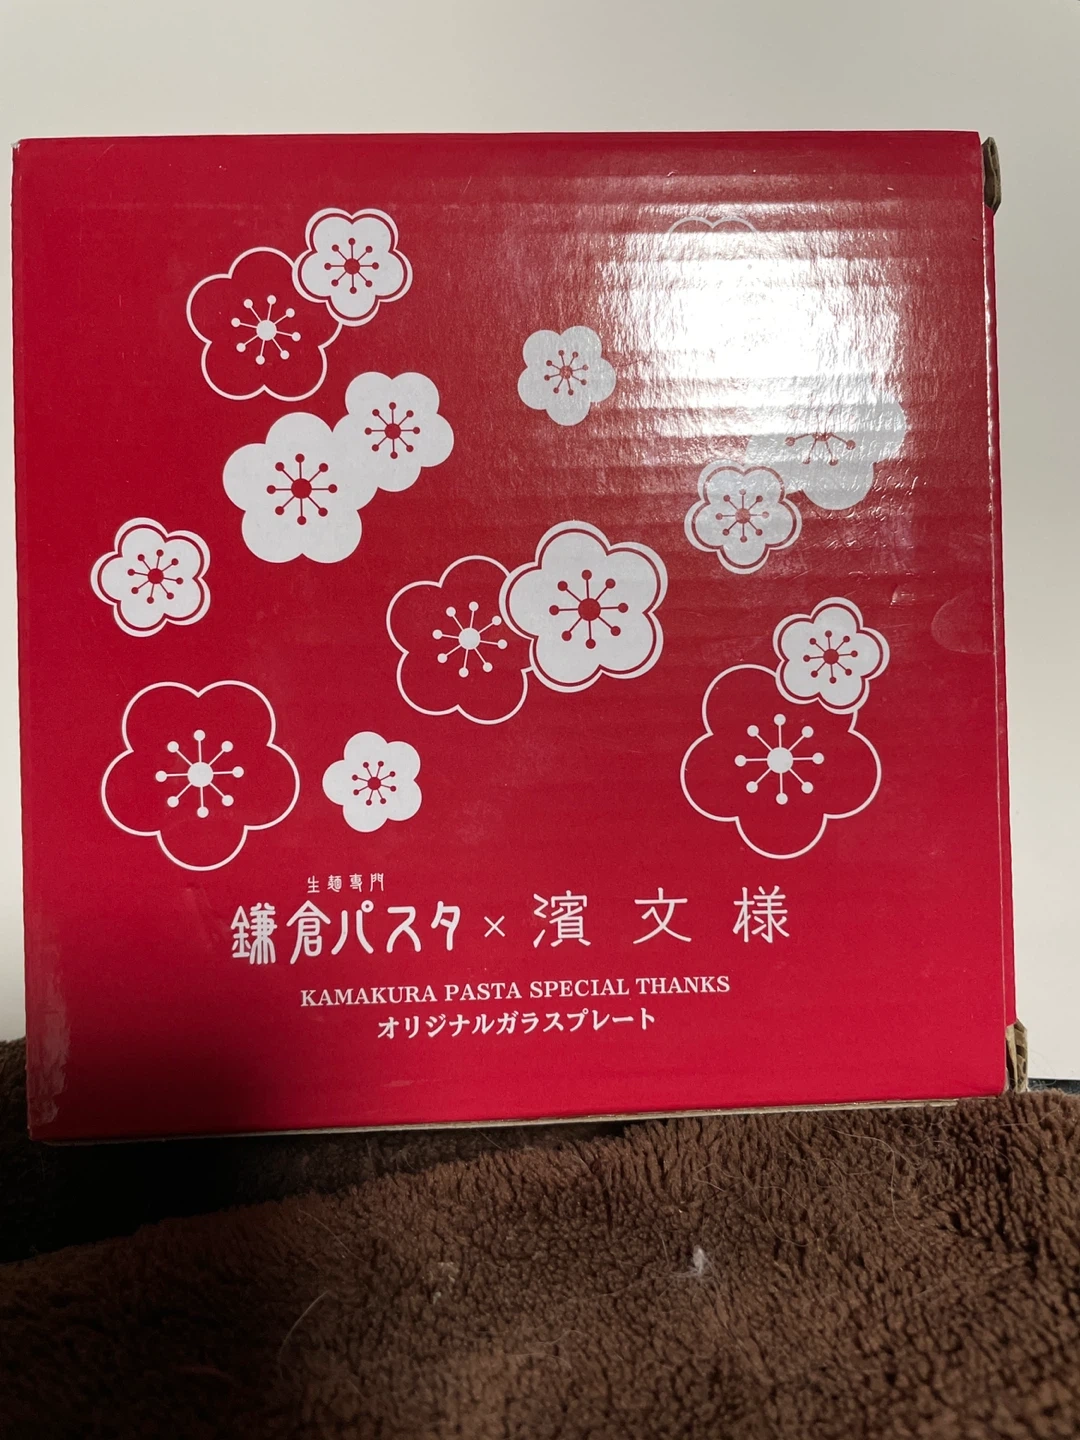 生麺専門
鎌倉パスタ × 濱文様
KAMAKURA PASTA SPECIAL THANKS
オリジナルガラスプレート